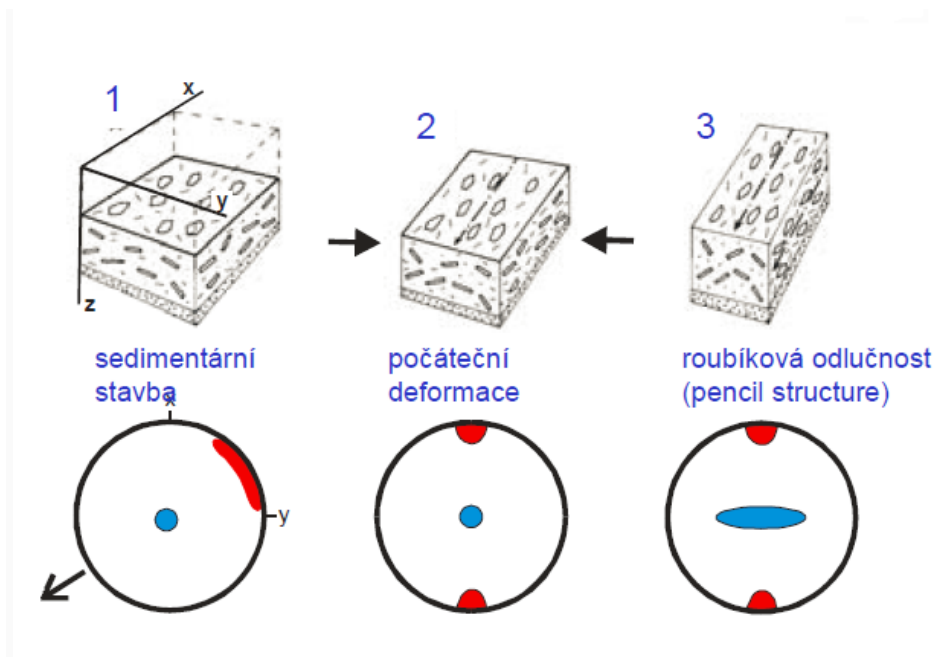 1
x
y
z
2
3
sedimentární
stavba
počáteční
deformace
roubíková odlučnost
(pencil structure)
x
y